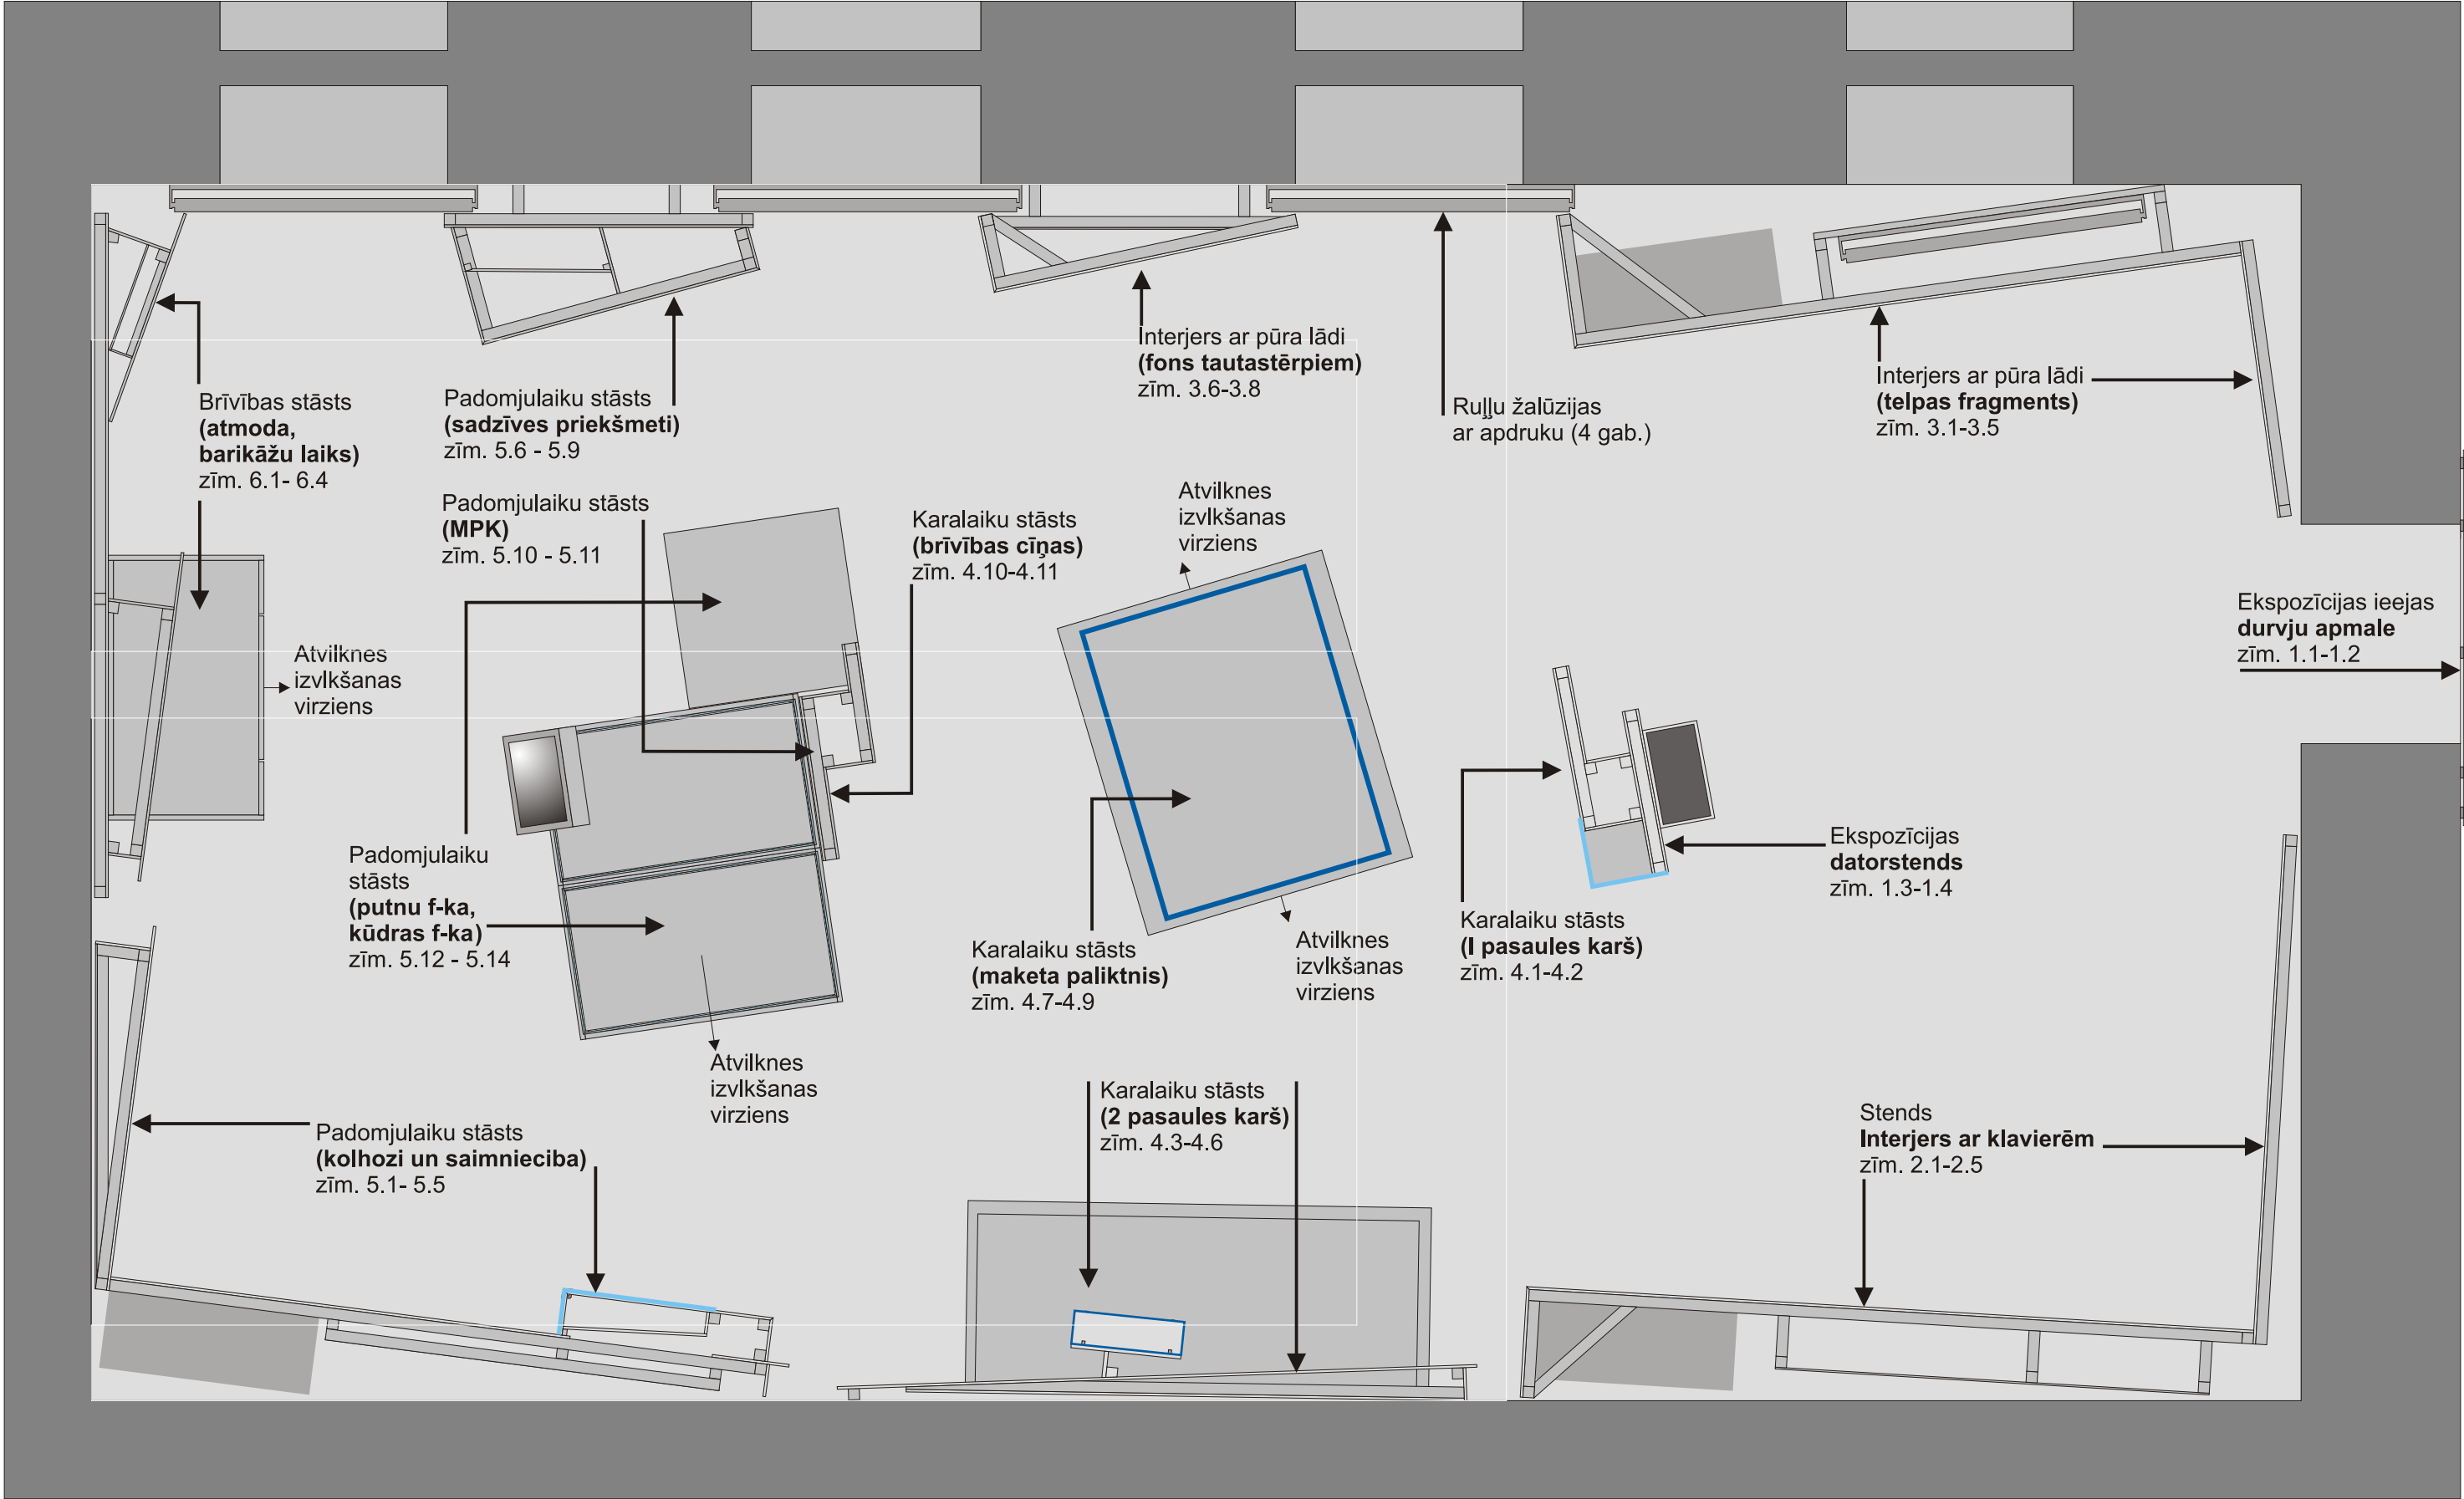 Interjers ar pūra lādi
(fons tautastērpiem)
zīm. 3.6-3.8
Interjers ar pūra lādi
(telpas fragments)
zīm. 3.1-3.5
Brīvības stāsts
(atmoda,
barikāžu laiks)
zīm. 6.1- 6.4
Padomjulaiku stāsts
(sadzīves priekšmeti)
zīm. 5.6 - 5.9
Ruļļu žalūzijas
ar apdruku (4 gab.)
Padomjulaiku stāsts
(MPK)
zīm. 5.10 - 5.11
Karalaiku stāsts
(brīvības cīņas)
zīm. 4.10-4.11
Atvilknes
izvlkšanas
virziens
Ekspozīcijas ieejas
durvju apmale
zīm. 1.1-1.2
Atvilknes
izvlkšanas
virziens
Padomjulaiku
stāsts
(putnu f-ka,
kūdras f-ka)
zīm. 5.12 - 5.14
Ekspozīcijas
datorstends
zīm. 1.3-1.4
Karalaiku stāsts
(maketa paliktnis)
zīm. 4.7-4.9
Atvilknes
izvlkšanas
virziens
Karalaiku stāsts
(I pasaules karš)
zīm. 4.1-4.2
Atvilknes
izvlkšanas
virziens
Padomjulaiku stāsts
(kolhozi un saimnieciba)
zīm. 5.1- 5.5
Karalaiku stāsts
(2 pasaules karš)
zīm. 4.3-4.6
Stends
Interjers ar klavierēm
zīm. 2.1-2.5